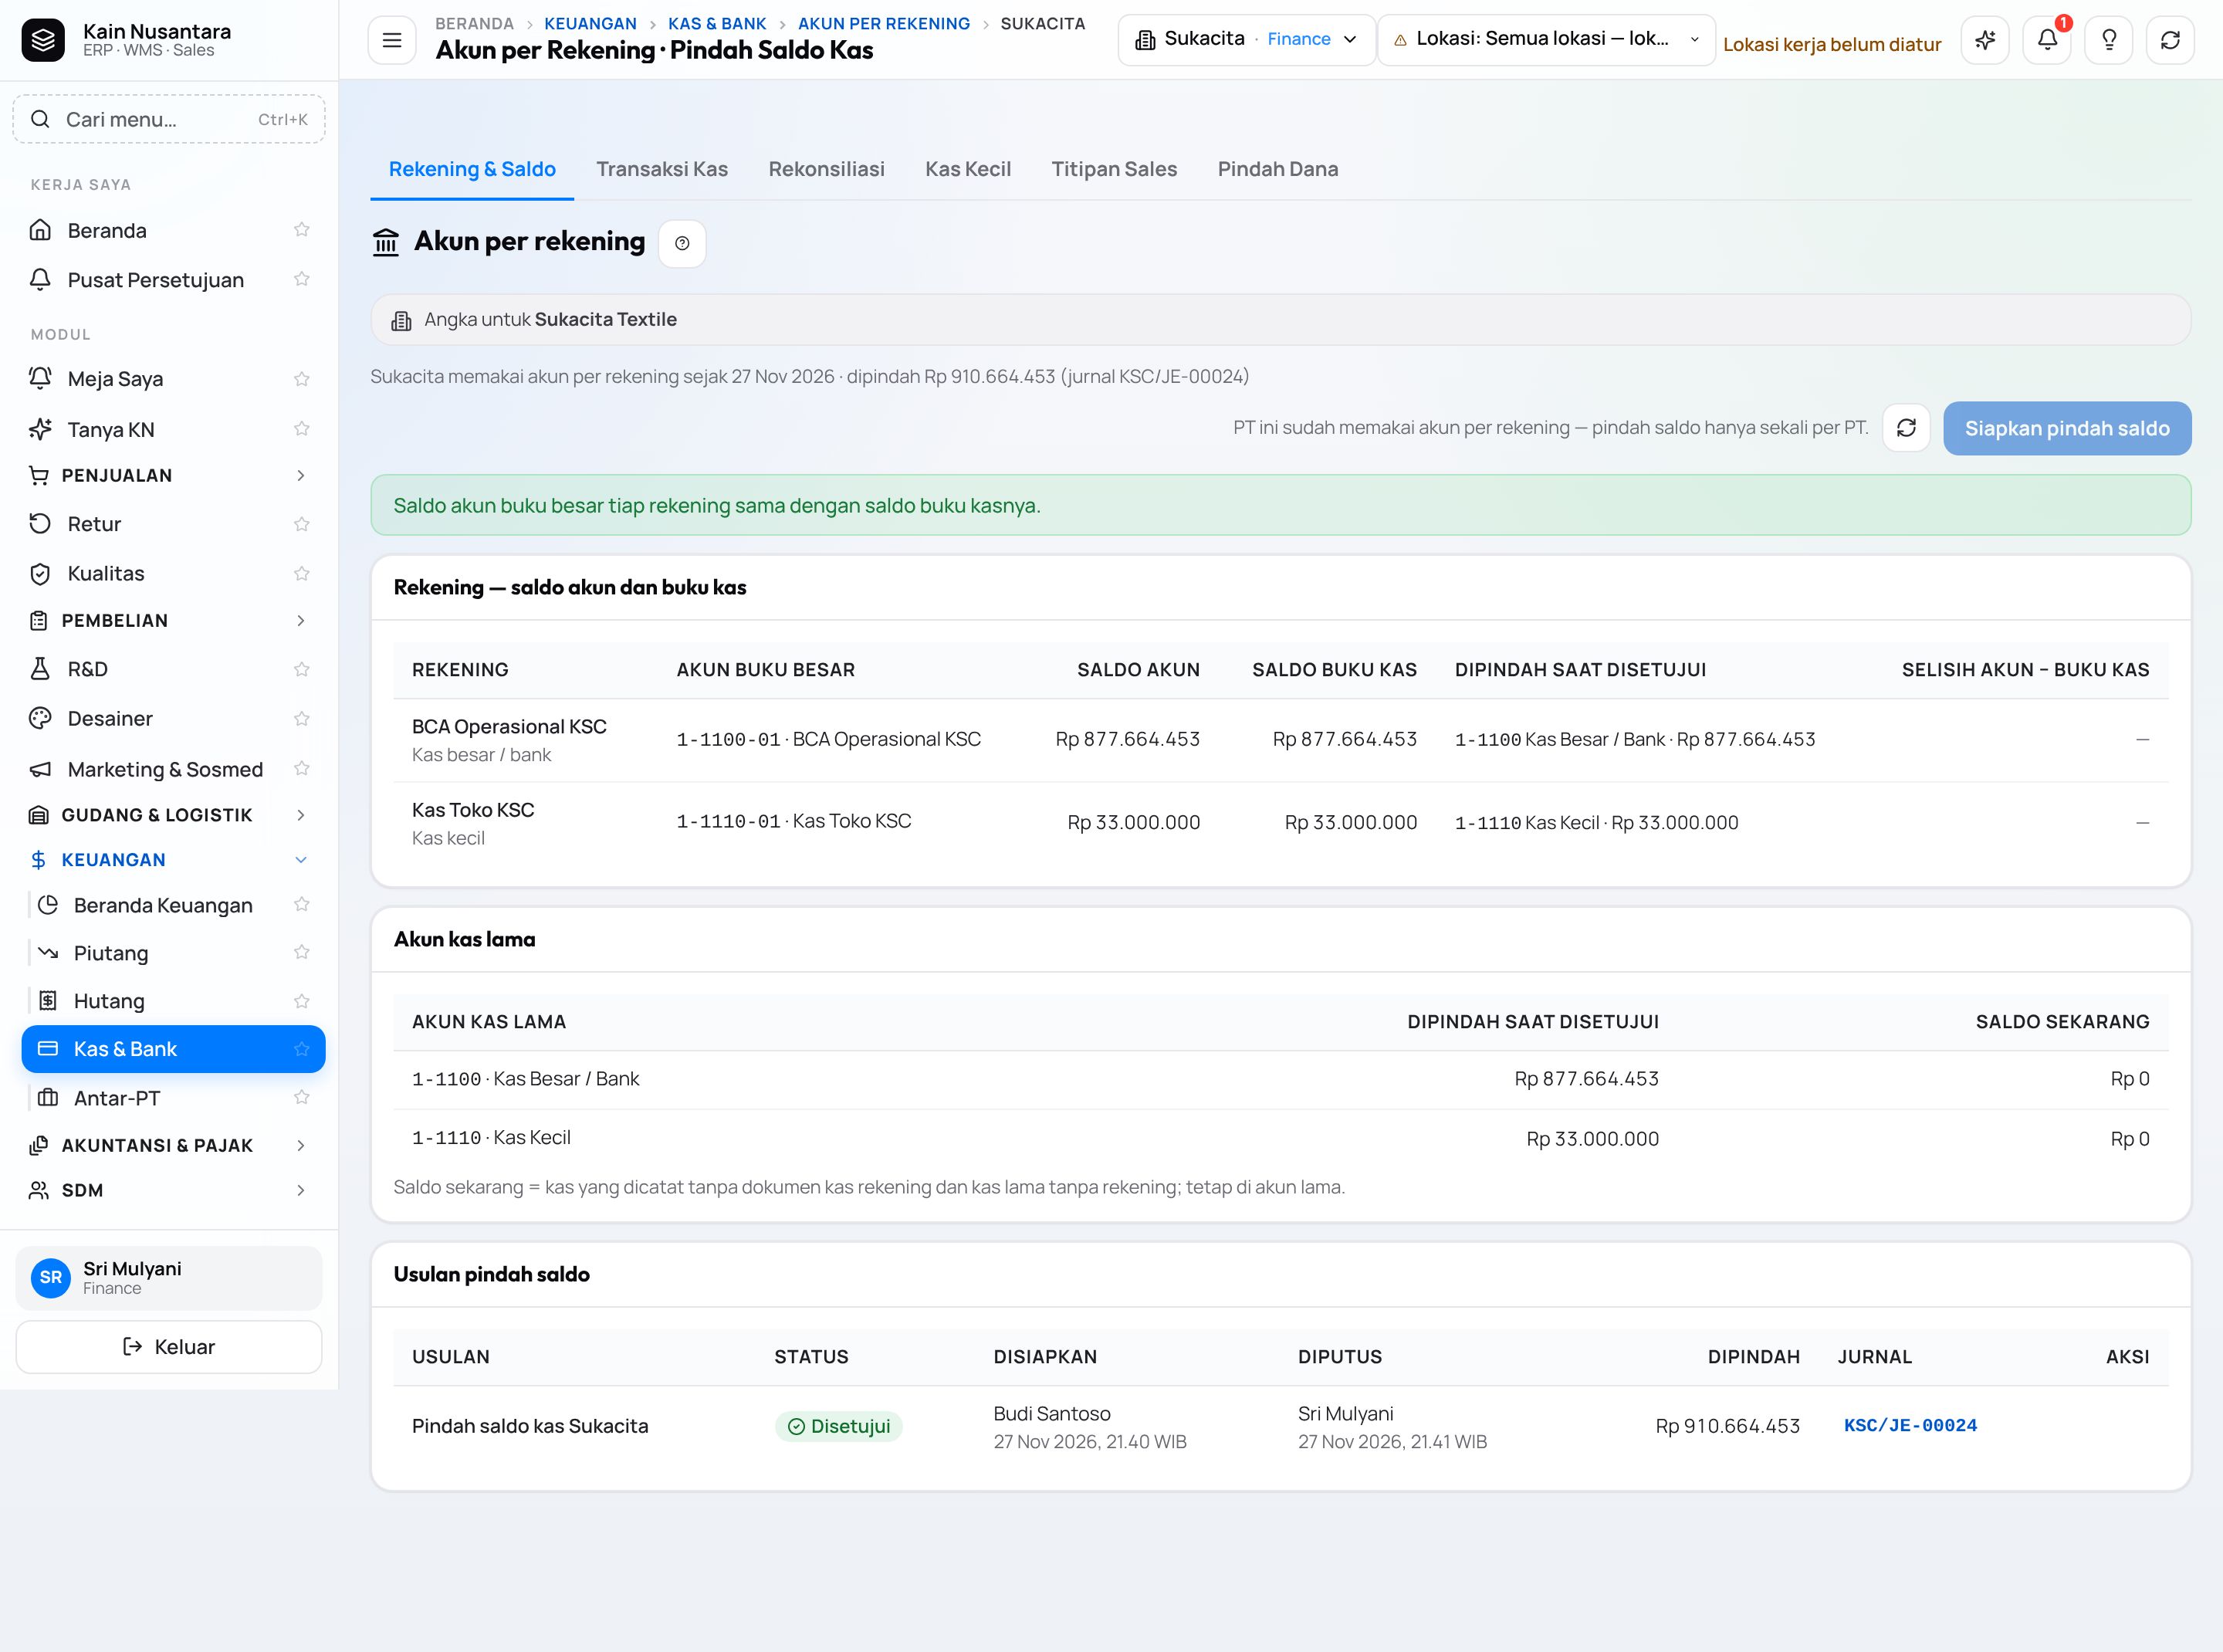 Kain Nusantara
ERP · WMS · Sales
Cari menu... Ctrl+K
KERJA SAYA
Beranda
Pusat Persetujuan
MODUL
Meja Saya
Tanya KN
PENJUALAN
Retur
Kualitas
PEMBELIAN
R&D
Desainer
Marketing & Sosmed
GUDANG & LOGISTIK
KEUANGAN
Beranda Keuangan
Piutang
Hutang
Kas & Bank
Antar-PT
AKUNTANSI & PAJAK
SDM
SR
Sri Mulyani
Finance
Keluar
BERANDA > KEUANGAN > KAS & BANK > AKUN PER REKENING > SUKACITA
Akun per Rekening · Pindah Saldo Kas
Sukacita · Finance
Lokasi: Semua lokasi — lok...
Lokasi kerja belum diatur
1
Rekening & Saldo Transaksi Kas Rekonsiliasi Kas Kecil Titipan Sales Pindah Dana
Akun per rekening
Angka untuk Sukacita Textile
Sukacita memakai akun per rekening sejak 27 Nov 2026 · dipindah Rp 910.664.453 (jurnal KSC/JE-00024)
PT ini sudah memakai akun per rekening — pindah saldo hanya sekali per PT.
Siapkan pindah saldo
Saldo akun buku besar tiap rekening sama dengan saldo buku kasnya.
Rekening — saldo akun dan buku kas
REKENING AKUN BUKU BESAR SALDO AKUN SALDO BUKU KAS DIPINDAH SAAT DISETUJUI SELISIH AKUN − BUKU KAS
BCA Operasional KSC
Kas besar / bank
1-1100-01 · BCA Operasional KSC Rp 877.664.453 Rp 877.664.453 1-1100 Kas Besar / Bank · Rp 877.664.453 —
Kas Toko KSC
Kas kecil
1-1110-01 · Kas Toko KSC Rp 33.000.000 Rp 33.000.000 1-1110 Kas Kecil · Rp 33.000.000 —
Akun kas lama
AKUN KAS LAMA DIPINDAH SAAT DISETUJUI SALDO SEKARANG
1-1100 · Kas Besar / Bank Rp 877.664.453 Rp 0
1-1110 · Kas Kecil Rp 33.000.000 Rp 0
Saldo sekarang = kas yang dicatat tanpa dokumen kas rekening dan kas lama tanpa rekening; tetap di akun lama.
Usulan pindah saldo
USULAN STATUS DISIAPKAN DIPUTUS DIPINDAH JURNAL AKSI
Pindah saldo kas Sukacita Disetujui
Budi Santoso
27 Nov 2026, 21.40 WIB
Sri Mulyani
27 Nov 2026, 21.41 WIB
Rp 910.664.453 KSC/JE-00024